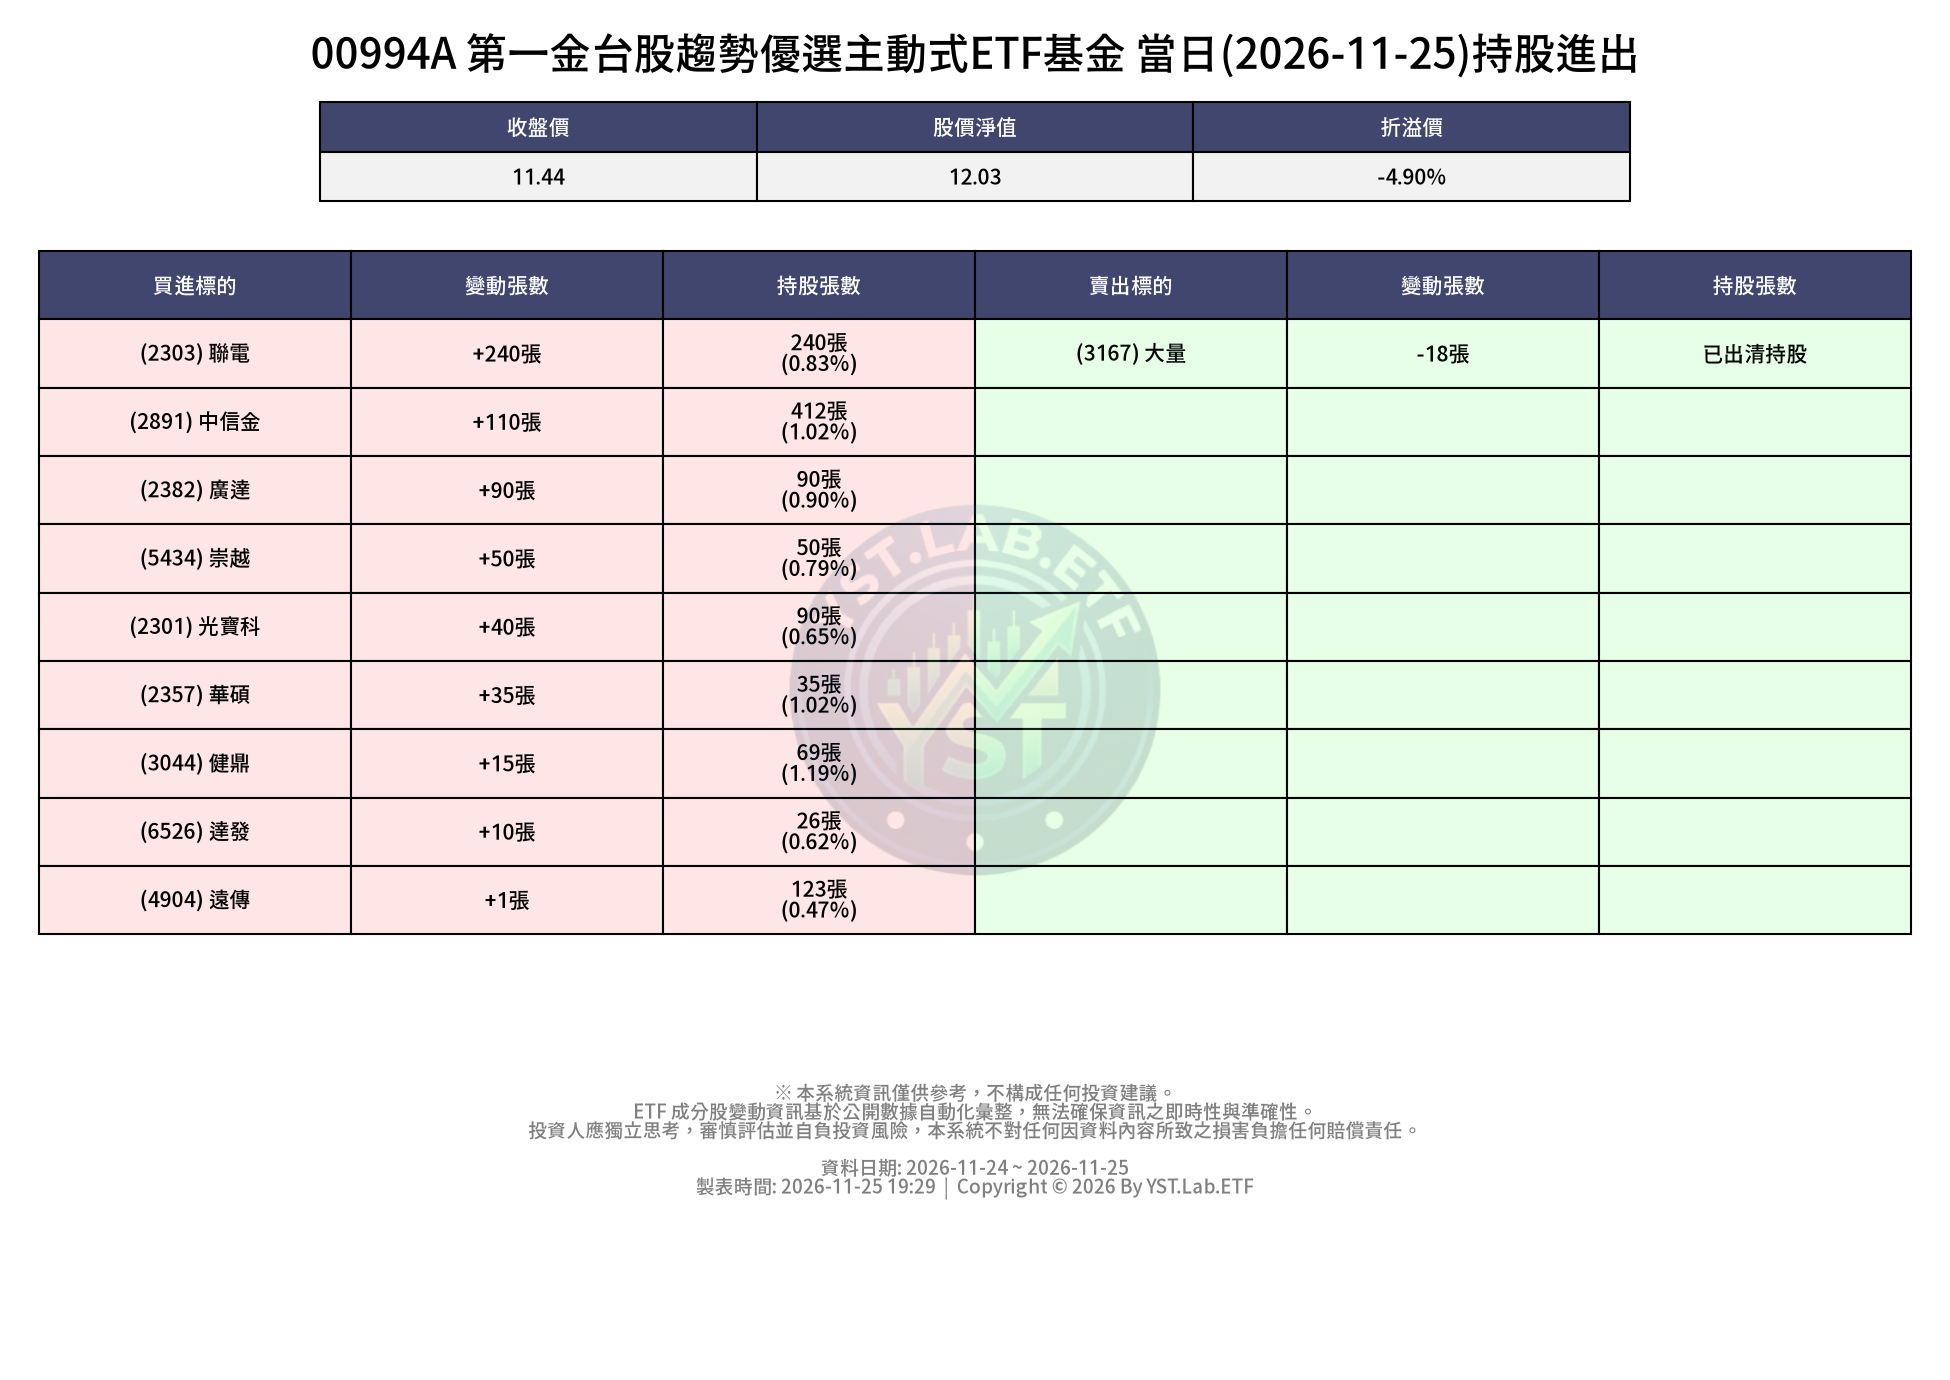 00994A 第一金台股趨勢優選主動式ETF基金 當日(2026-11-25)持股進出
收盤價 股價淨值 折溢價
11.44 12.03 -4.90%
買進標的 變動張數 持股張數 賣出標的 變動張數 持股張數
(2303) 聯電 +240張 240張 (0.83%) (3167) 大量 -18張 已出清持股
(2891) 中信金 +110張 412張 (1.02%)
(2382) 廣達 +90張 90張 (0.90%)
(5434) 崇越 +50張 50張 (0.79%)
(2301) 光寶科 +40張 90張 (0.65%)
(2357) 華碩 +35張 35張 (1.02%)
(3044) 健鼎 +15張 69張 (1.19%)
(6526) 達發 +10張 26張 (0.62%)
(4904) 遠傳 +1張 123張 (0.47%)
YST.LAB.ETF
YST
※ 本系統資訊僅供參考，不構成任何投資建議。
ETF 成分股變動資訊基於公開數據自動化彙整，無法確保資訊之即時性與準確性。
投資人應獨立思考，審慎評估並自負投資風險，本系統不對任何因資料內容所致之損害負擔任何賠償責任。
資料日期: 2026-11-24 ~ 2026-11-25
製表時間: 2026-11-25 19:29 | Copyright © 2026 By YST.Lab.ETF